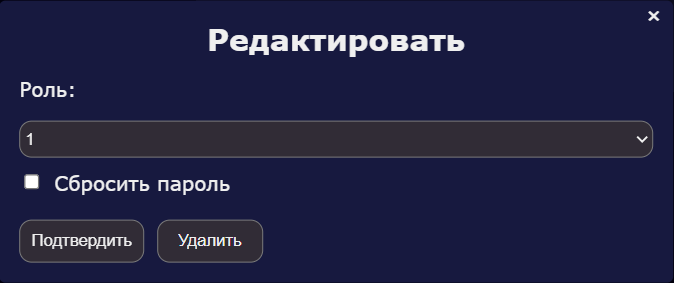 ×
Редактировать
Роль:
1
Сбросить пароль
Подтвердить Удалить